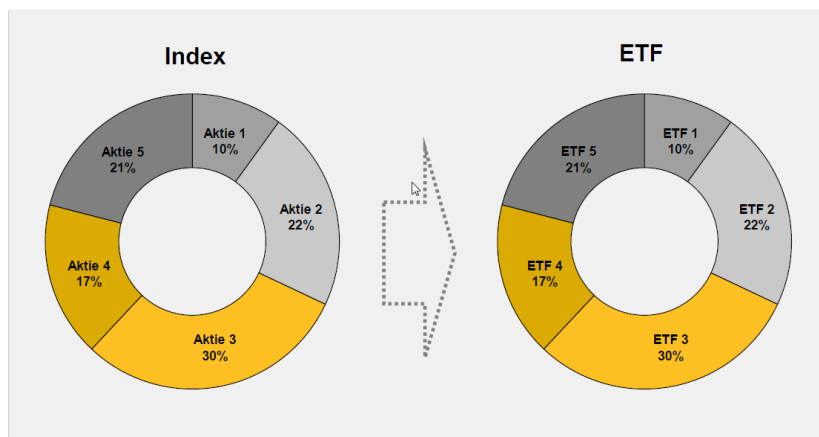 Index
Aktie 1
10%
Aktie 2
22%
Aktie 3
30%
Aktie 4
17%
Aktie 5
21%
ETF
ETF 1
10%
ETF 2
22%
ETF 3
30%
ETF 4
17%
ETF 5
21%